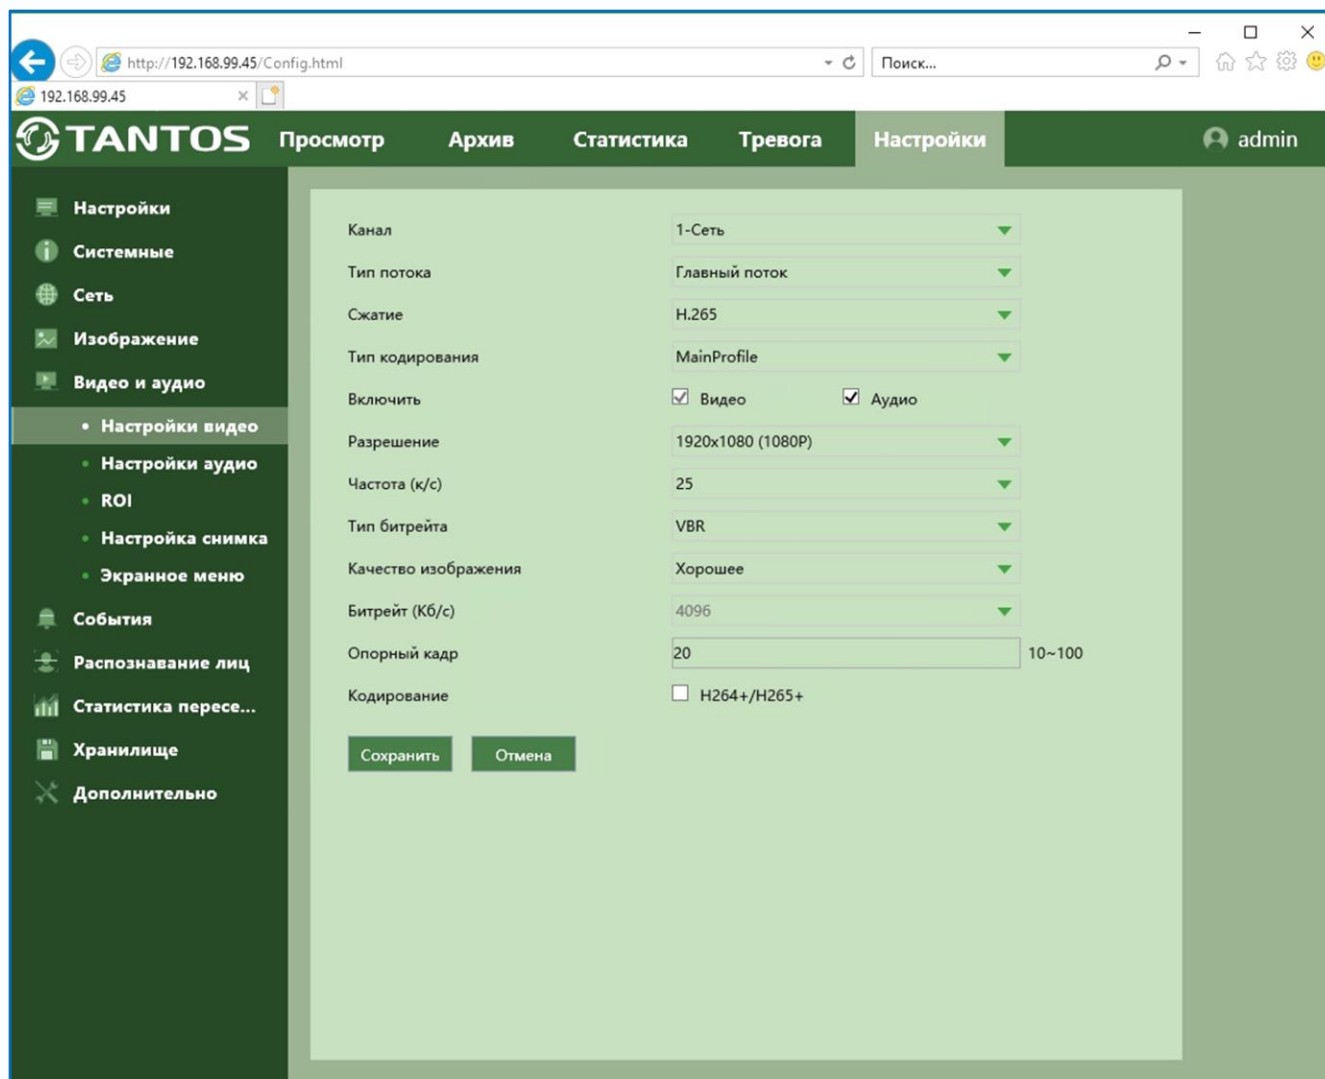 http://192.168.99.45/Config.html Поиск...
192.168.99.45
TANTOS Просмотр Архив Статистика Тревога Настройки admin
Настройки
Системные
Сеть
Изображение
Видео и аудио
Настройки видео
Настройки аудио
ROI
Настройка снимка
Экранное меню
События
Распознавание лиц
Статистика пересе...
Хранилище
Дополнительно
Канал 1-Сеть
Тип потока Главный поток
Сжатие H.265
Тип кодирования MainProfile
Включить Видео Аудио
Разрешение 1920x1080 (1080P)
Частота (к/с) 25
Тип битрейта VBR
Качество изображения Хорошее
Битрейт (Кб/с) 4096
Опорный кадр 20 10~100
Кодирование H264+/H265+
Сохранить Отмена